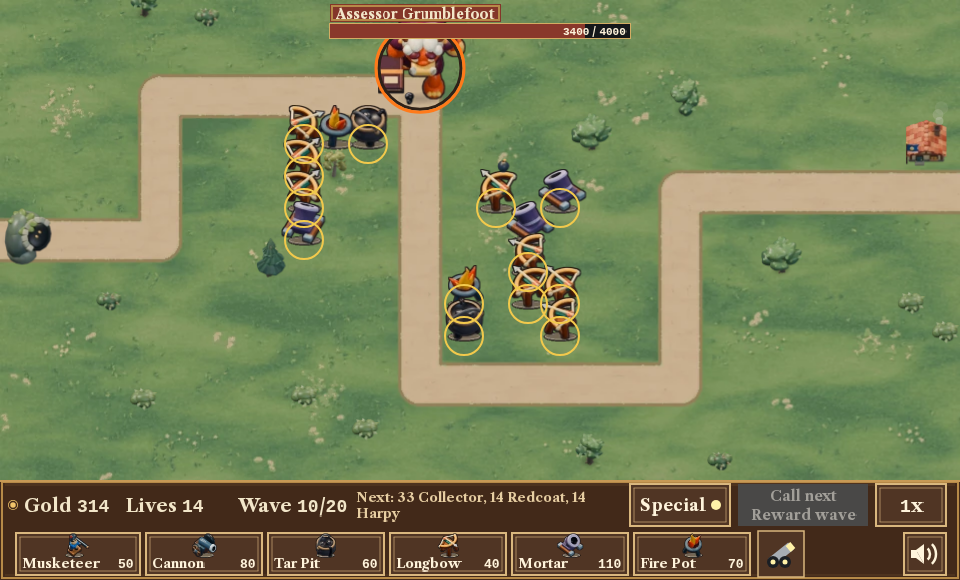 Assessor Grumblefoot
3400 / 4000
Gold 314 Lives 14 Wave 10/20
Next: 33 Collector, 14 Redcoat, 14
Harpy
Special
Call next
Reward wave
1x
Musketeer 50
Cannon 80
Tar Pit 60
Longbow 40
Mortar 110
Fire Pot 70